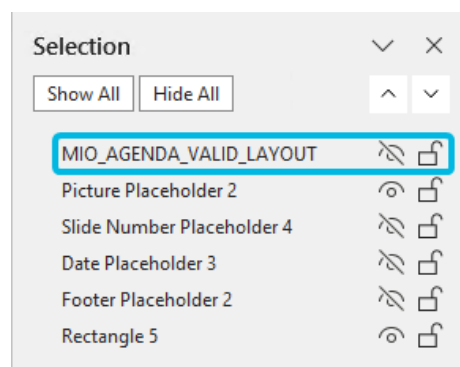 Selection
Show All Hide All
MIO_AGENDA_VALID_LAYOUT
Picture Placeholder 2
Slide Number Placeholder 4
Date Placeholder 3
Footer Placeholder 2
Rectangle 5